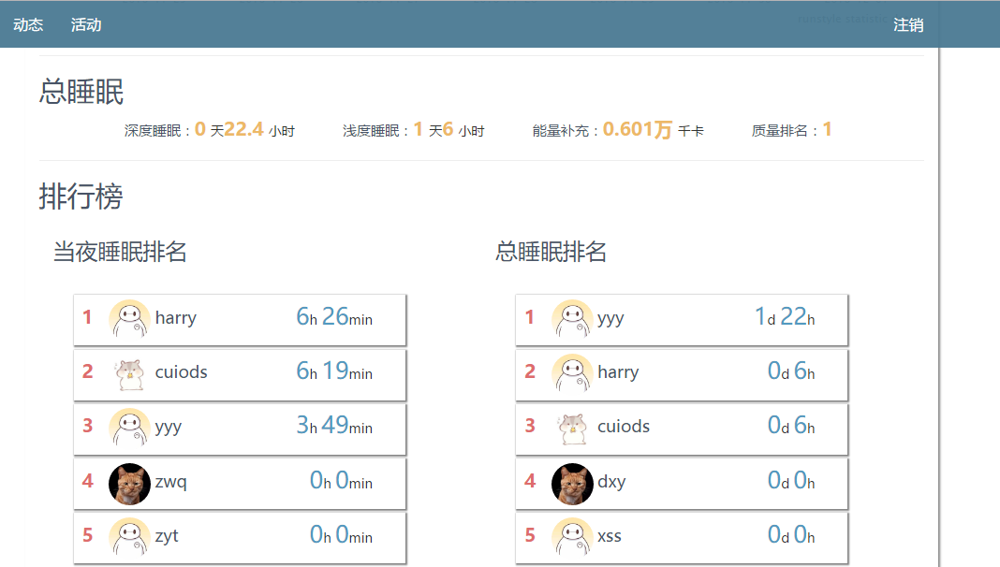 动态 活动 注销
总睡眠
深度睡眠：0 天22.4 小时 浅度睡眠：1 天6 小时 能量补充：0.601万 千卡 质量排名：1
排行榜
当夜睡眠排名
1 harry 6h 26min
2 cuiods 6h 19min
3 yyy 3h 49min
4 zwq 0h 0min
5 zyt 0h 0min
总睡眠排名
1 yyy 1d 22h
2 harry 0d 6h
3 cuiods 0d 6h
4 dxy 0d 0h
5 xss 0d 0h